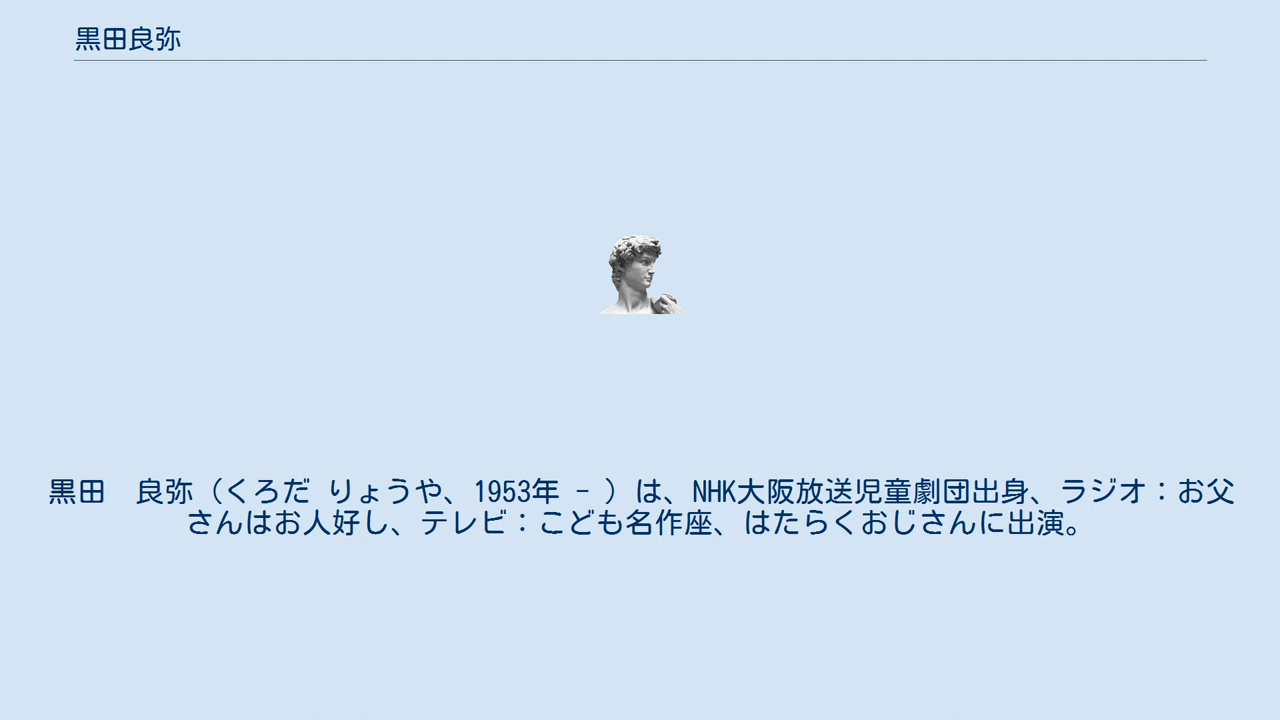 黒田良弥
黒田　良弥（くろだ りょうや、1953年 - ）は、NHK大阪放送児童劇団出身、ラジオ：お父
さんはお人好し、テレビ：こども名作座、はたらくおじさんに出演。